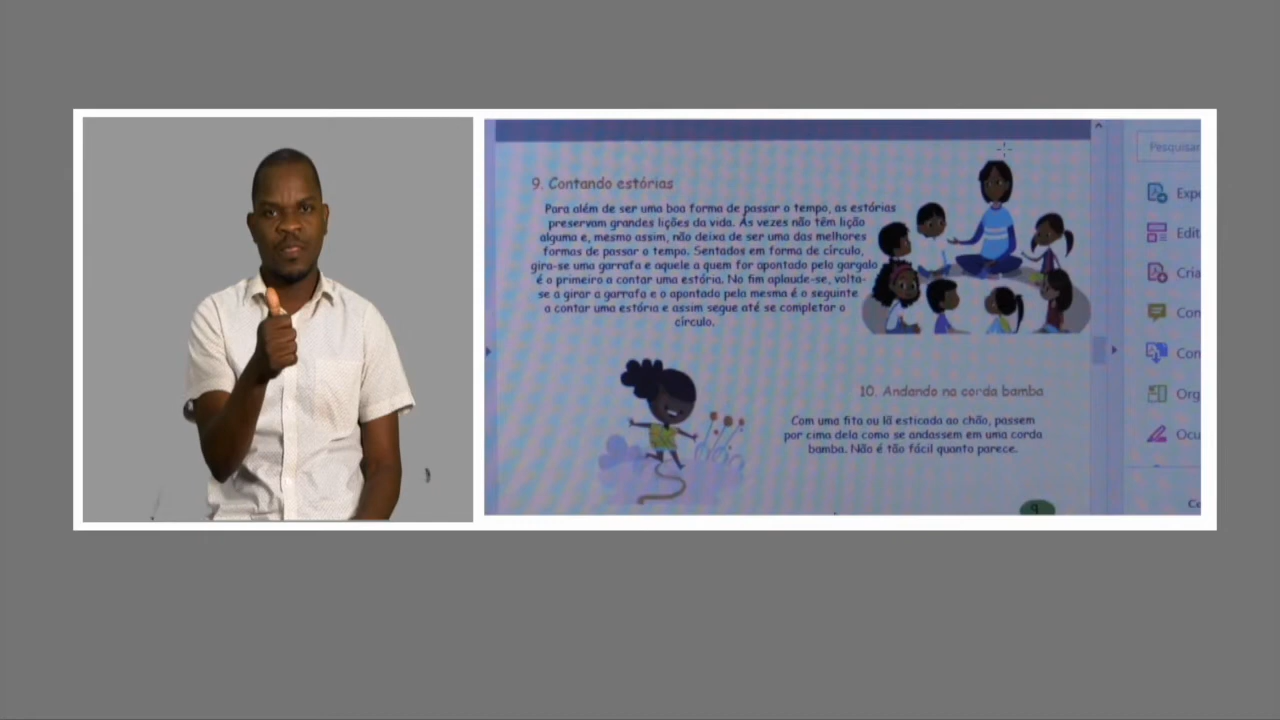 9. Contando estórias
Para além de ser uma boa forma de passar o tempo, as estórias
preservam grandes lições da vida. Ás vezes não têm lição
alguma e, mesmo assim, não deixa de ser uma das melhores
formas de passar o tempo. Sentados em forma de círculo,
gira-se uma garrafa e aquele a quem for apontado pelo gargalo
é o primeiro a contar uma estória. No fim aplaude-se, volta-
se a girar a garrafa e o apontado pela mesma é o seguinte
a contar uma estória e assim segue até se completar o
círculo.
10. Andando na corda bamba
Com uma fita ou lã esticada ao chão, passem
por cima dela como se andassem em uma corda
bamba. Não é tão fácil quanto parece.
9
Pesquisar
Expo
Edit
Cria
Con
Con
Org
Ocu
Co